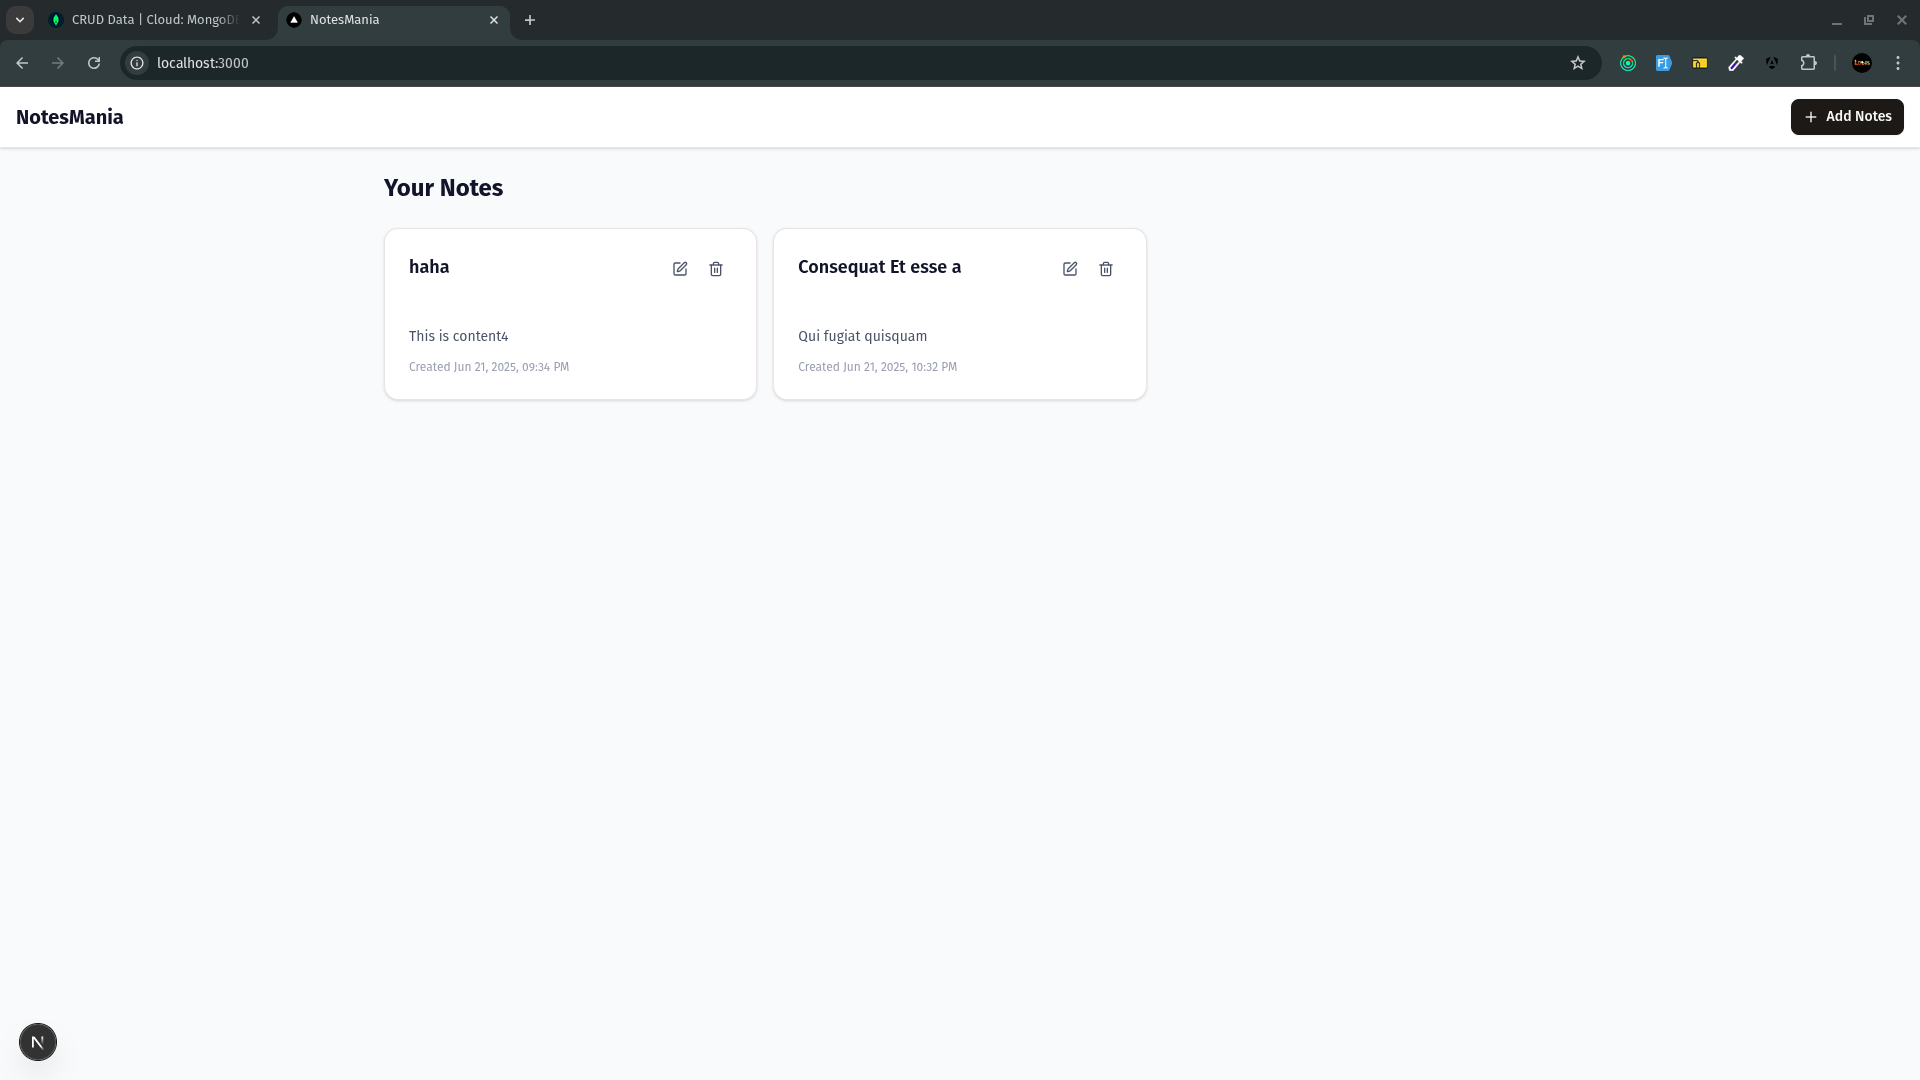 CRUD Data | Cloud: MongoDB
NotesMania
localhost:3000
NotesMania
Add Notes
Your Notes
haha
This is content4
Created Jun 21, 2025, 09:34 PM
Consequat Et esse a
Qui fugiat quisquam
Created Jun 21, 2025, 10:32 PM
N